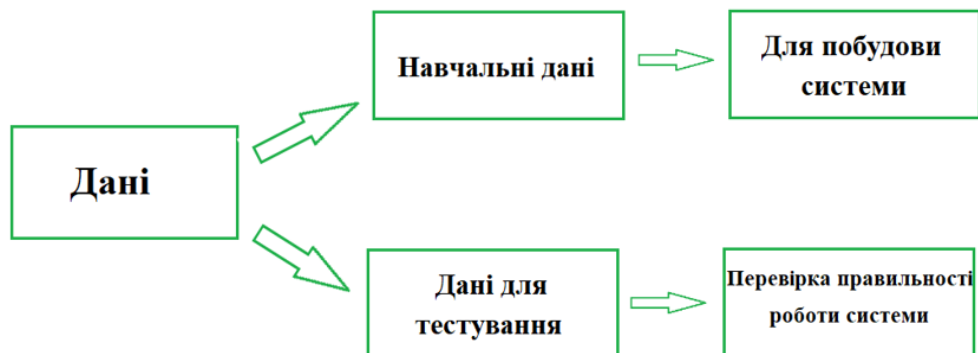 Дані
Навчальні дані
Для побудови
системи
Дані для
тестування
Перевірка правильності
роботи системи